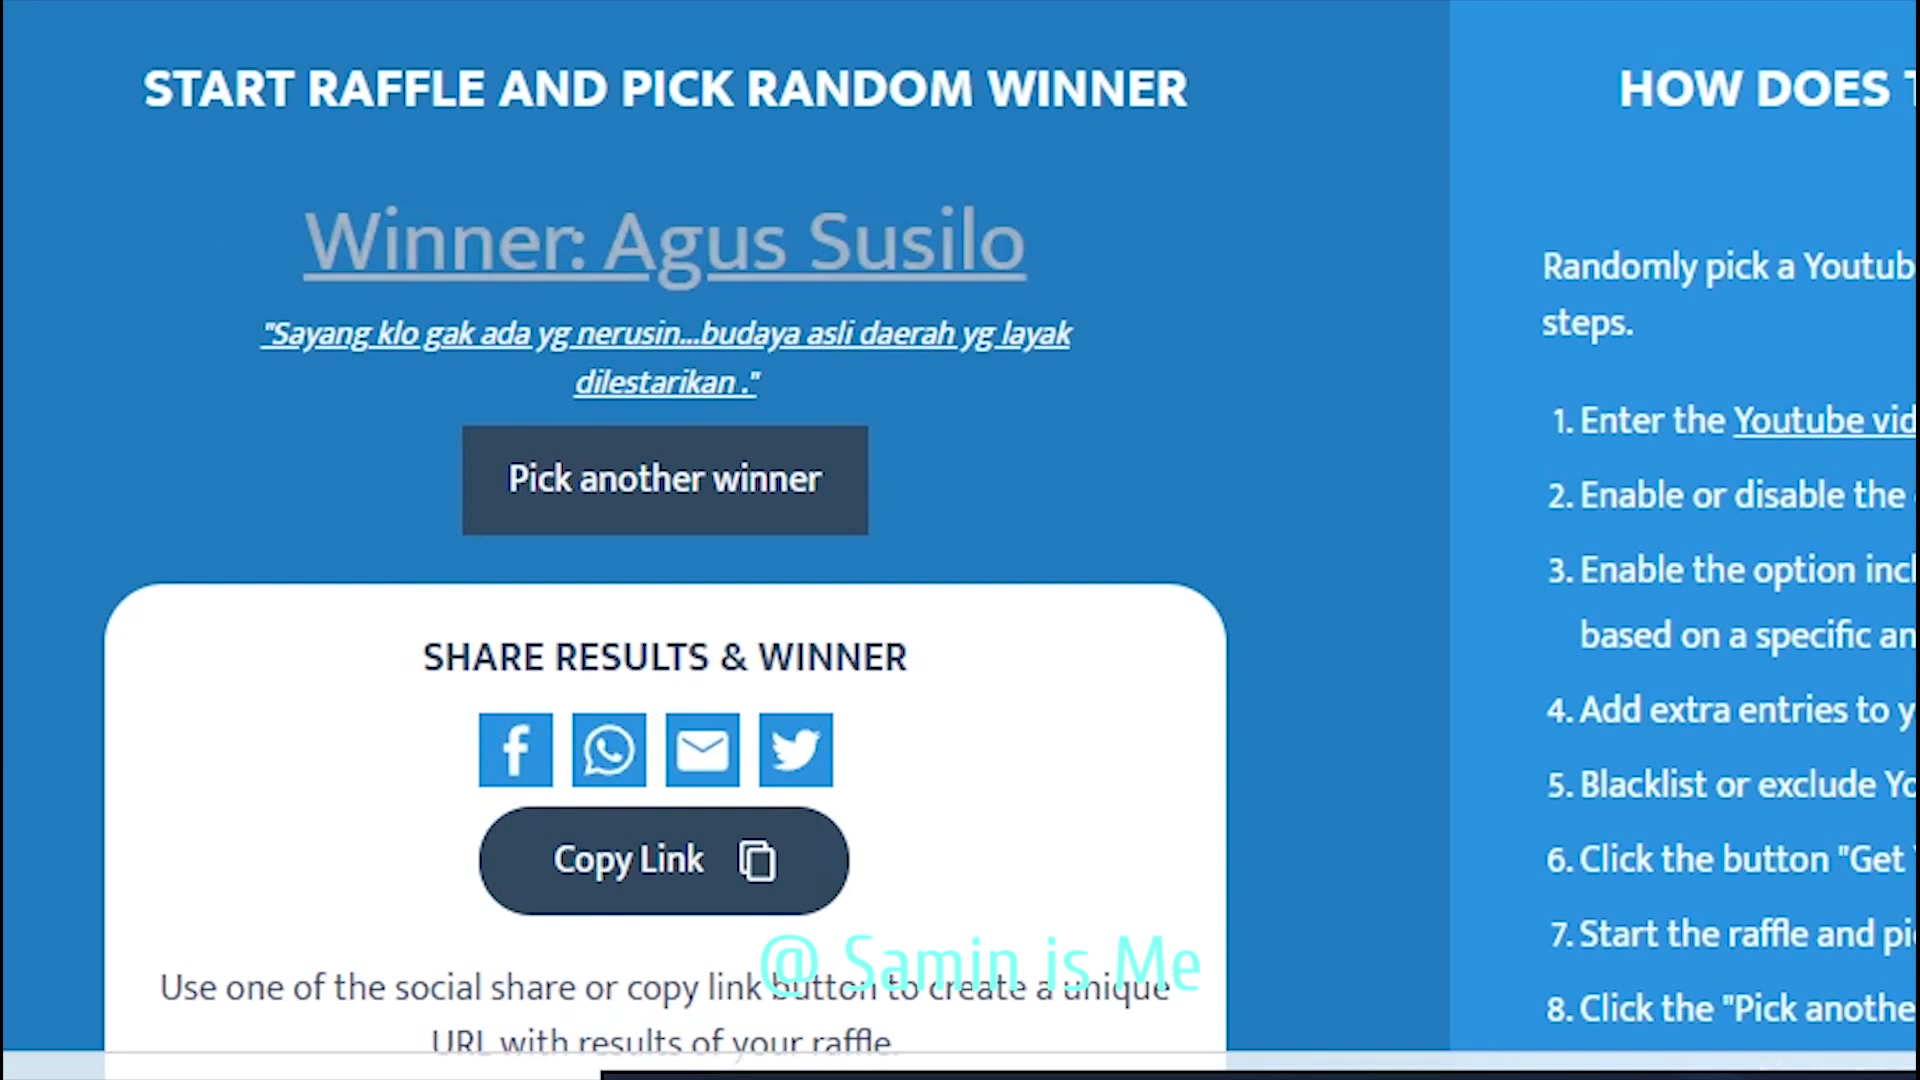 START RAFFLE AND PICK RANDOM WINNER
Winner: Agus Susilo
"Sayang klo gak ada yg nerusin...budaya asli daerah yg layak
dilestarikan ."
Pick another winner
SHARE RESULTS & WINNER
Copy Link
@ Samin is Me
Use one of the social share or copy link button to create a unique
URL with results of your raffle.
HOW DOES
Randomly pick a Youtub
steps.
1. Enter the Youtube vid
2. Enable or disable the
3. Enable the option incl
based on a specific an
4. Add extra entries to y
5. Blacklist or exclude Yo
6. Click the button "Get
7. Start the raffle and pic
8. Click the "Pick anothe